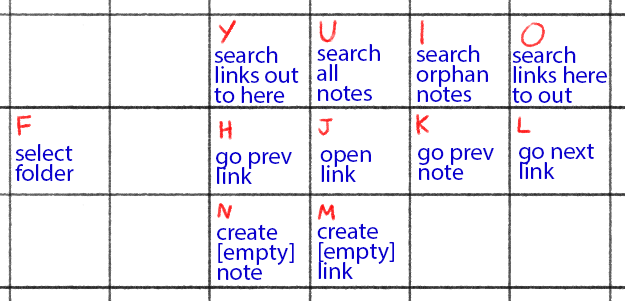 Y
search
links out
to here
U
search
all
notes
I
search
orphan
notes
O
search
links here
to out
F
select
folder
H
go prev
link
J
open
link
K
go prev
note
L
go next
link
N
create
[empty]
note
M
create
[empty]
link